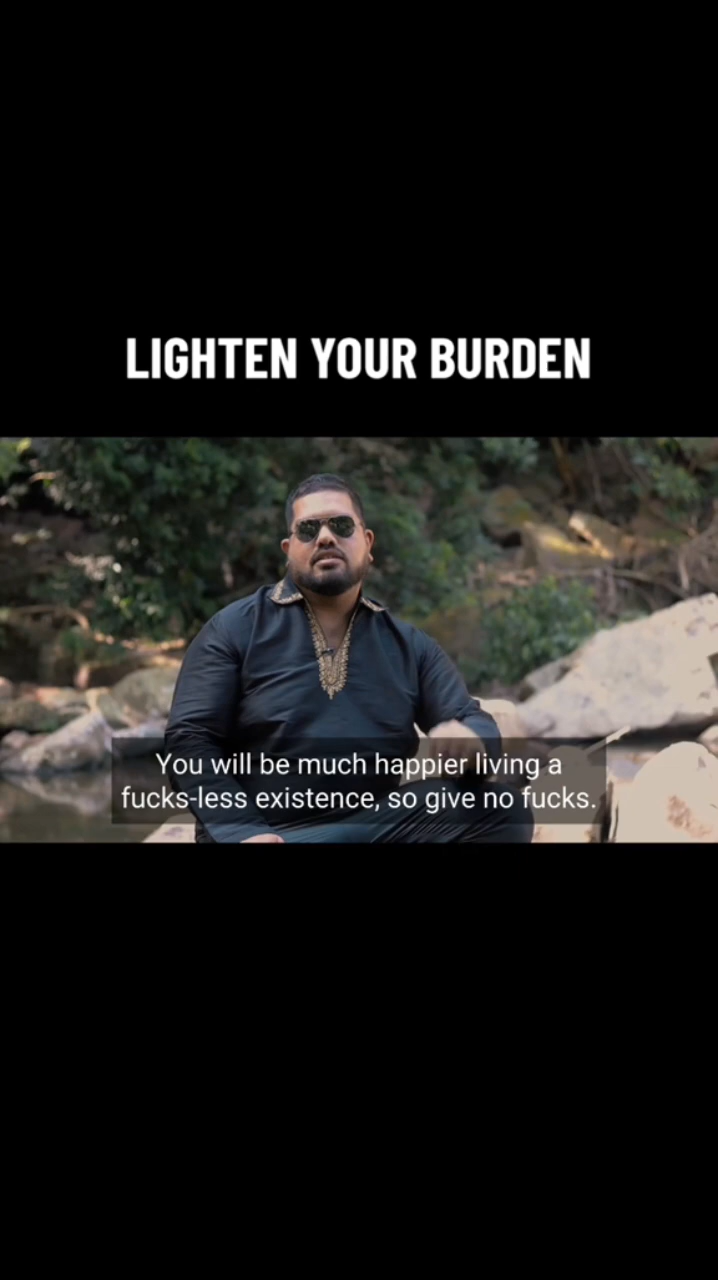 LIGHTEN YOUR BURDEN
You will be much happier living a
fucks-less existence, so give no fucks.